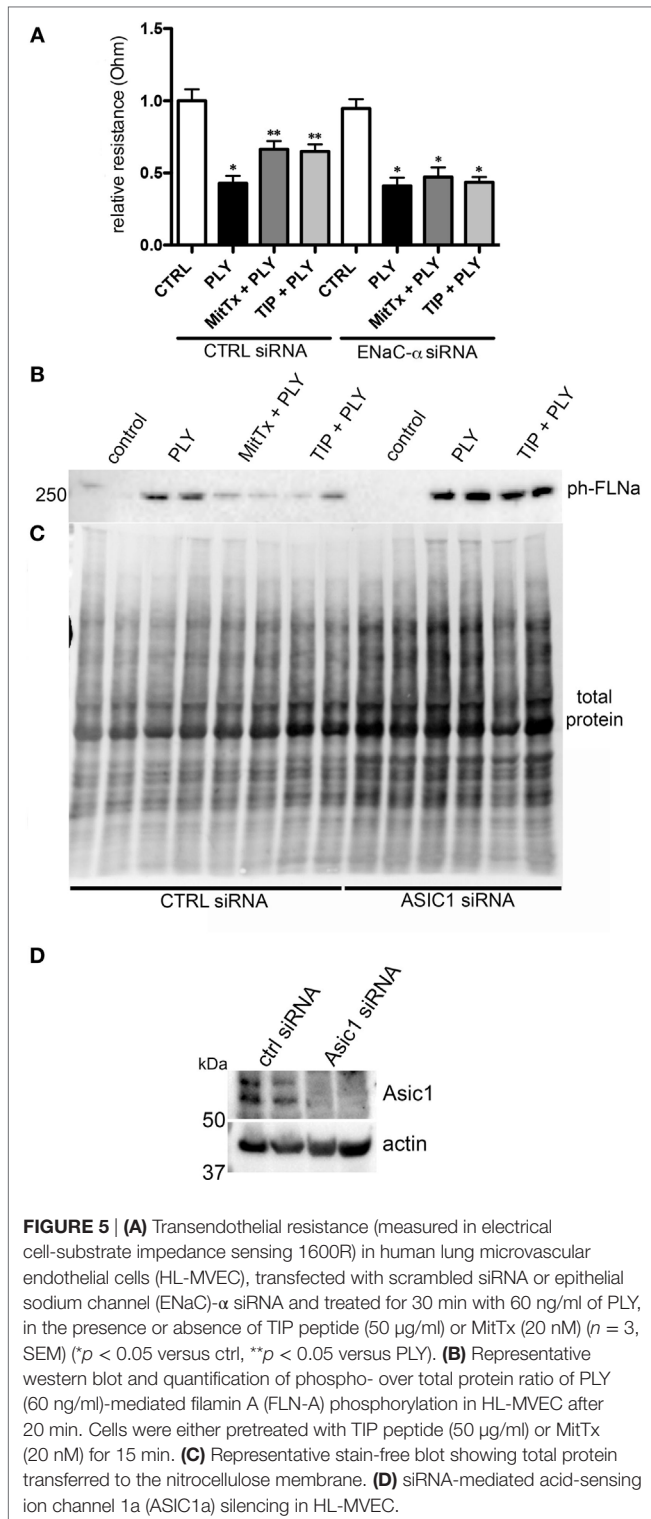 A
relative resistance (Ohm)
1.5
1.0
0.5
0.0
*
**
**
*
*
*
CTRL
PLY
MitTx + PLY
TIP + PLY
CTRL
PLY
MitTx + PLY
TIP + PLY
CTRL siRNA
ENaC-α siRNA
B
control
PLY
MitTx + PLY
TIP + PLY
control
PLY
TIP + PLY
250
ph-FLNa
C
total
protein
CTRL siRNA
ASIC1 siRNA
D
ctrl siRNA
Asic1 siRNA
kDa
Asic1
50
actin
37
FIGURE 5 | (A) Transendothelial resistance (measured in electrical
cell-substrate impedance sensing 1600R) in human lung microvascular
endothelial cells (HL-MVEC), transfected with scrambled siRNA or epithelial
sodium channel (ENaC)-α siRNA and treated for 30 min with 60 ng/ml of PLY,
in the presence or absence of TIP peptide (50 µg/ml) or MitTx (20 nM) (n = 3,
SEM) (*p < 0.05 versus ctrl, **p < 0.05 versus PLY). (B) Representative
western blot and quantification of phospho- over total protein ratio of PLY
(60 ng/ml)-mediated filamin A (FLN-A) phosphorylation in HL-MVEC after
20 min. Cells were either pretreated with TIP peptide (50 µg/ml) or MitTx
(20 nM) for 15 min. (C) Representative stain-free blot showing total protein
transferred to the nitrocellulose membrane. (D) siRNA-mediated acid-sensing
ion channel 1a (ASIC1a) silencing in HL-MVEC.